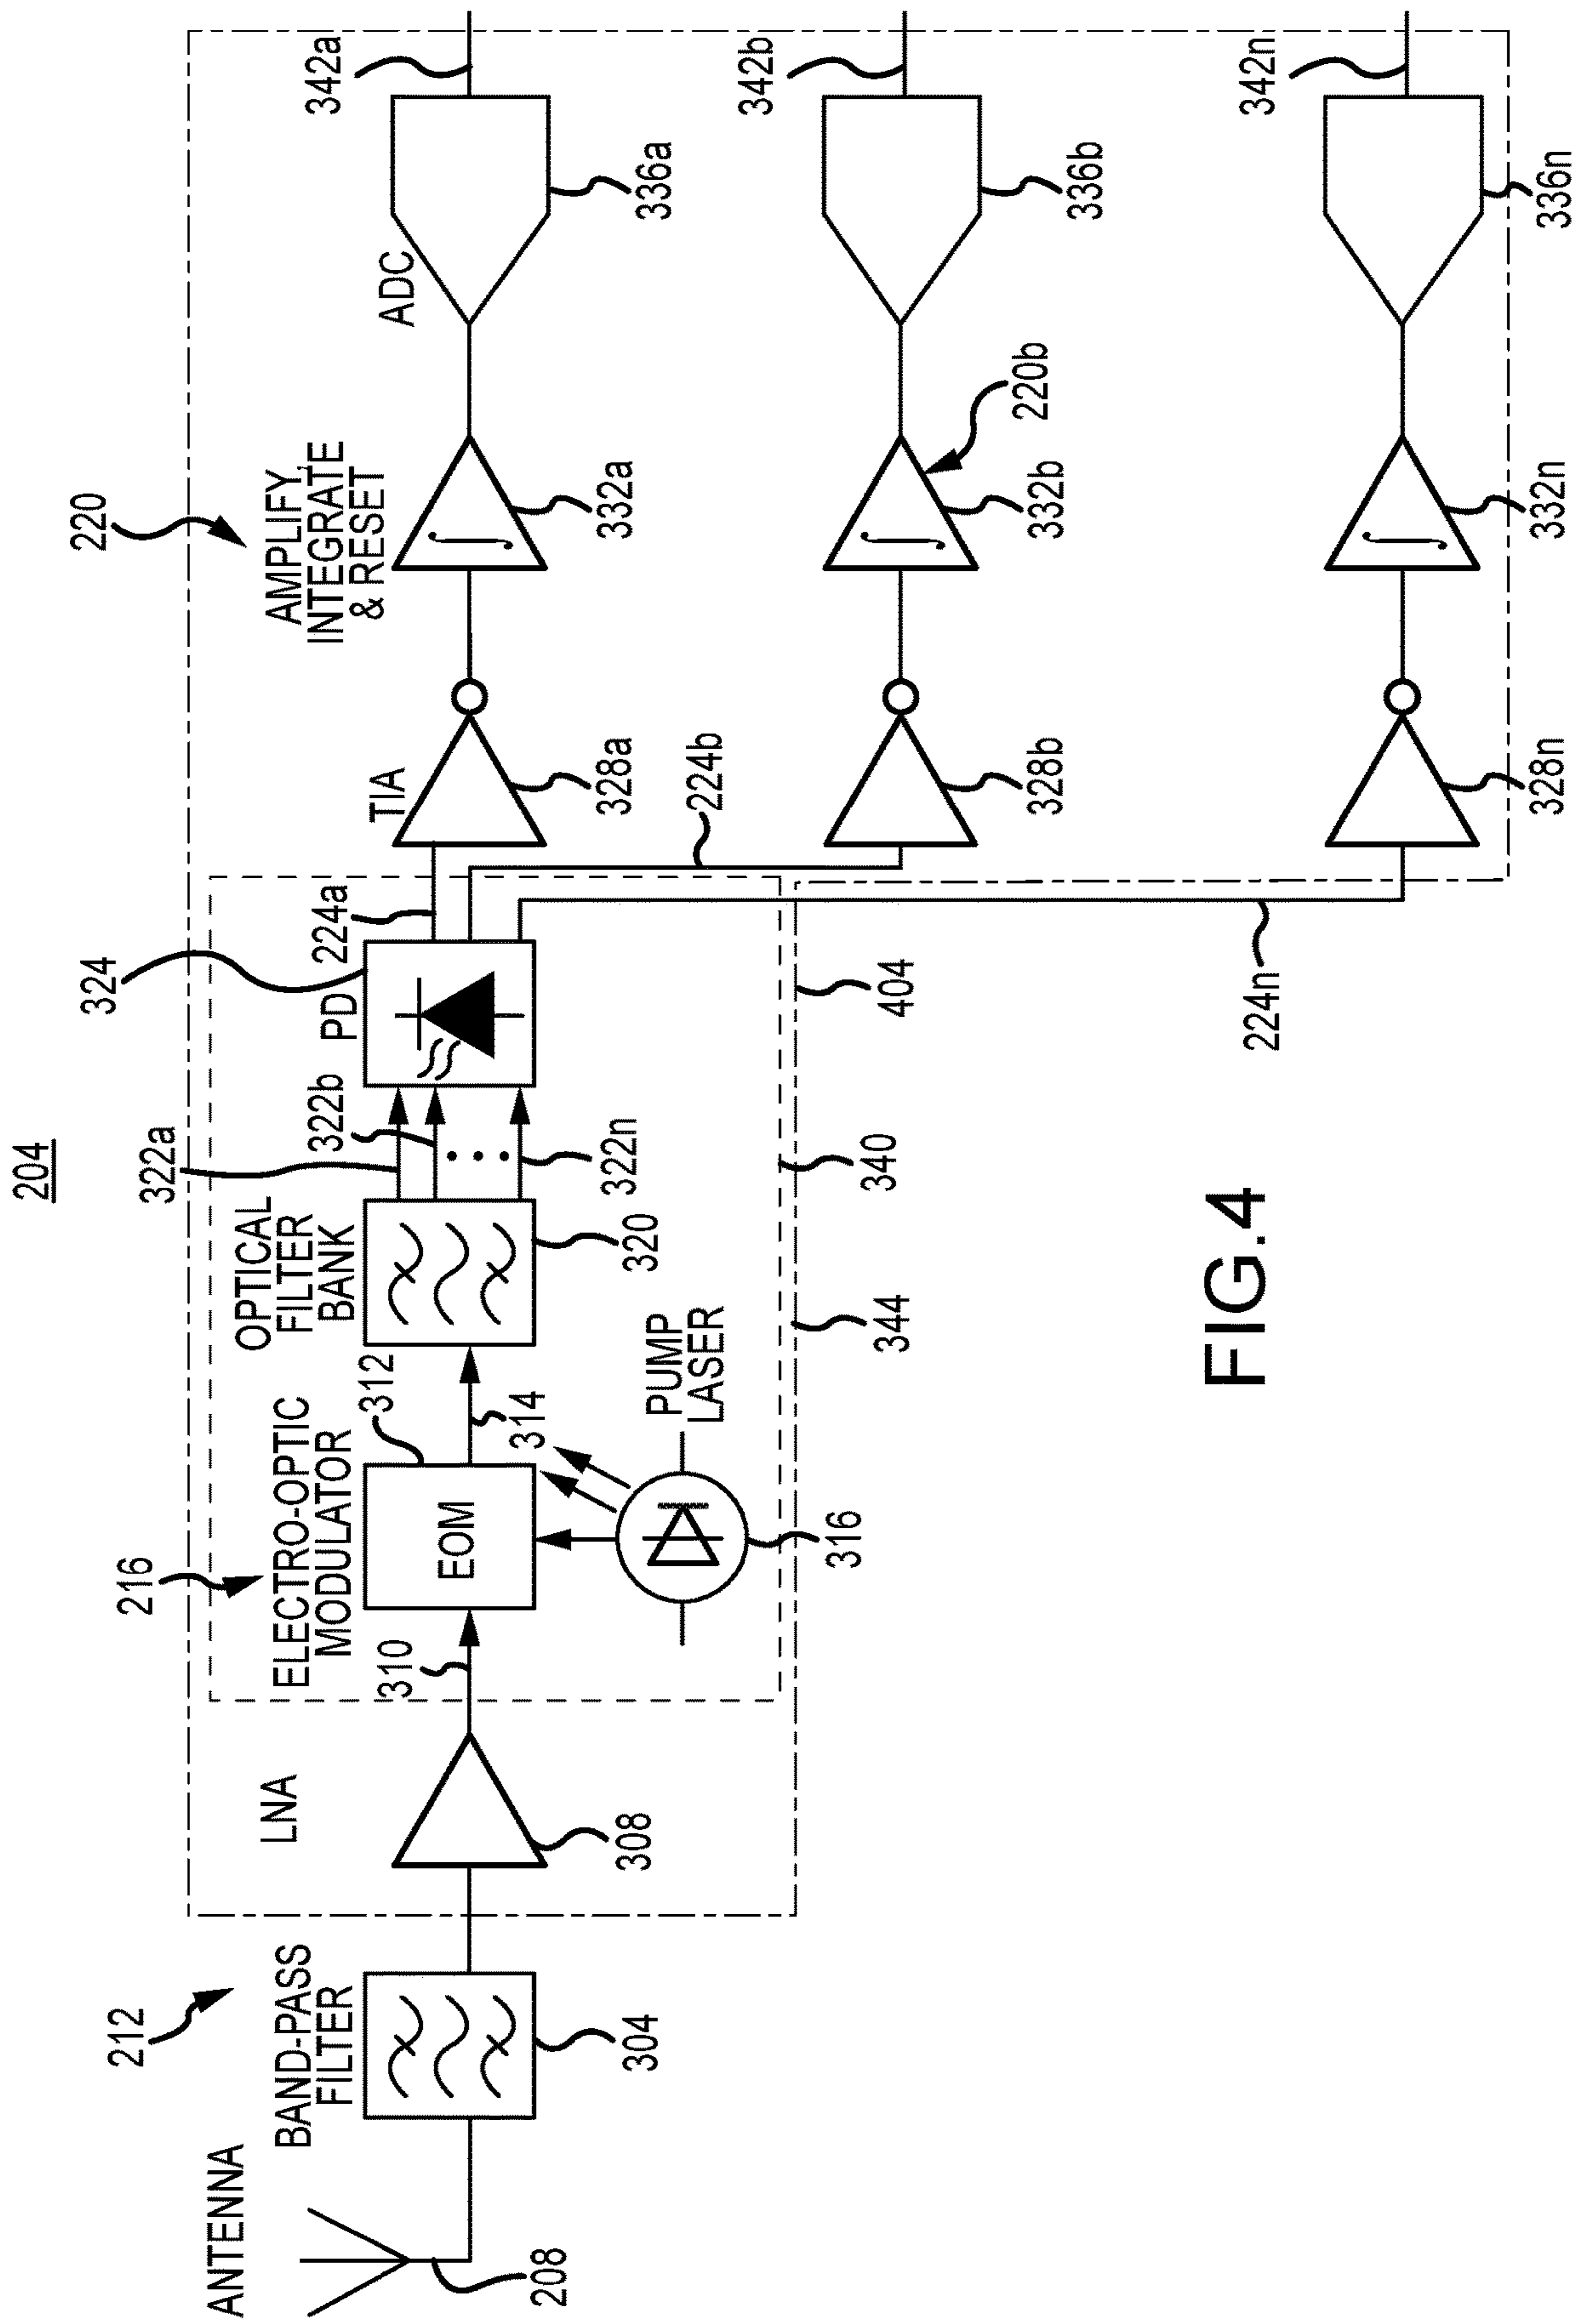 204
ANTENNA
208
212
BAND-PASS
FILTER
304
LNA
308
310
216
ELECTRO-OPTIC
MODULATOR
312
EOM
314
316
PUMP
LASER
OPTICAL
FILTER
BANK
320
322a
322b
322n
324
PD
224a
224b
224n
340
344
404
220
TIA
328a
AMPLIFY,
INTEGRATE
& RESET
332a
ADC
336a
342a
328b
332b
220b
336b
342b
328n
332n
336n
342n
FIG.4